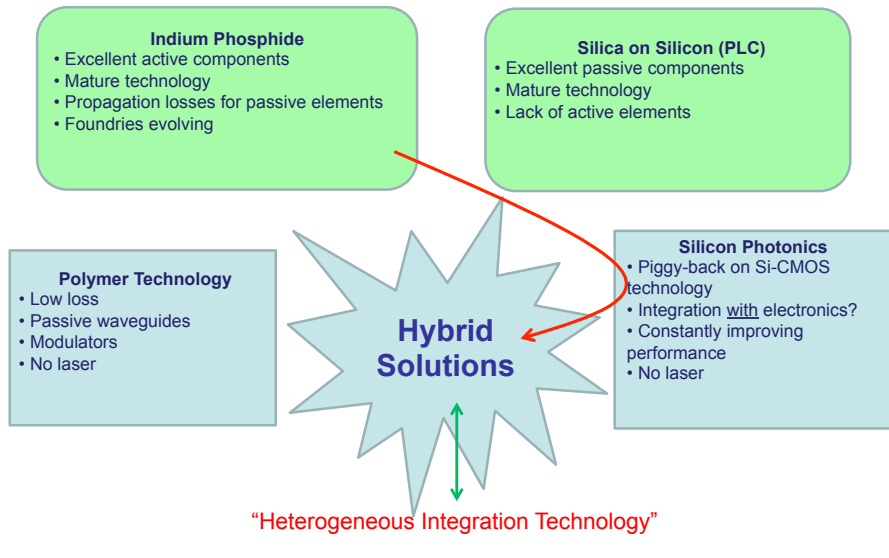 Indium Phosphide
• Excellent active components
• Mature technology
• Propagation losses for passive elements
• Foundries evolving
Silica on Silicon (PLC)
• Excellent passive components
• Mature technology
• Lack of active elements
Polymer Technology
• Low loss
• Passive waveguides
• Modulators
• No laser
Hybrid
Solutions
Silicon Photonics
• Piggy-back on Si-CMOS
technology
• Integration with electronics?
• Constantly improving
performance
• No laser
“Heterogeneous Integration Technology”